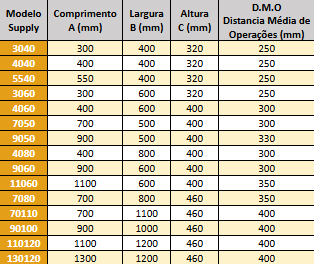 Modelo Supply | Comprimento A (mm) | Largura B (mm) | Altura C (mm) | D.M.O Distancia Média de Operações (mm)
3040 | 300 | 400 | 320 | 250
4040 | 400 | 400 | 320 | 250
5540 | 550 | 400 | 320 | 250
3060 | 300 | 600 | 320 | 250
4060 | 400 | 600 | 400 | 300
7050 | 700 | 500 | 400 | 300
9050 | 900 | 500 | 400 | 330
4080 | 400 | 800 | 400 | 300
9060 | 900 | 600 | 400 | 300
11060 | 1100 | 600 | 400 | 350
7080 | 700 | 800 | 460 | 350
70110 | 700 | 1100 | 460 | 400
90100 | 900 | 1000 | 460 | 400
110120 | 1100 | 1200 | 460 | 400
130120 | 1300 | 1200 | 460 | 400